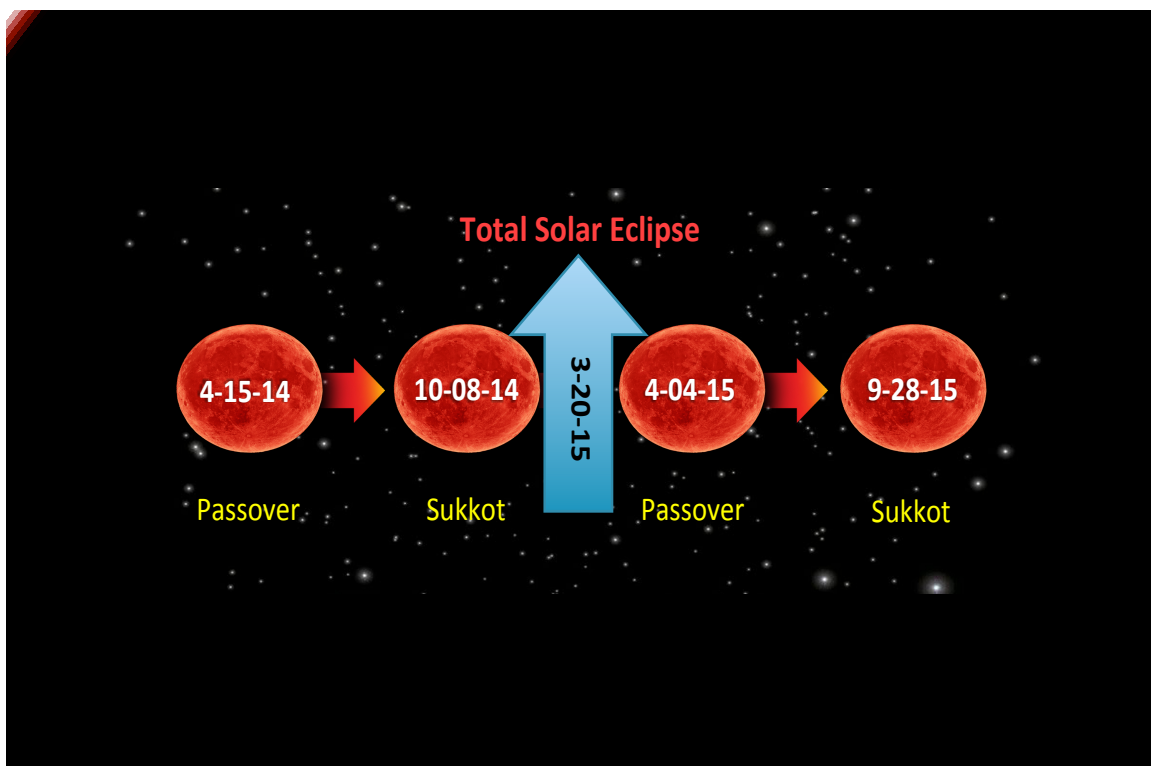 Total Solar Eclipse
4-15-14
10-08-14
3-20-15
4-04-15
9-28-15
Passover
Sukkot
Passover
Sukkot